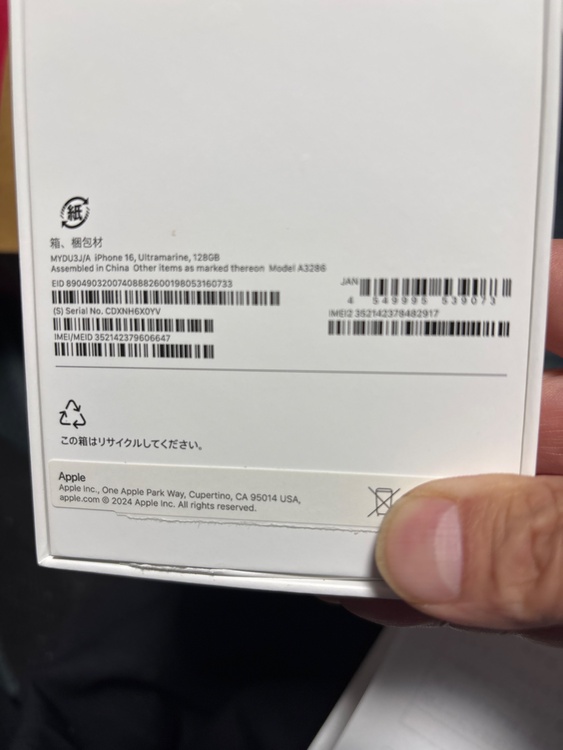 紙
箱、梱包材
MYDU3J/A iPhone 16, Ultramarine, 128GB
Assembled in China Other items as marked thereon Model A3286
EID 89049032007408882600198053160733
(S) Serial No. CDXNH6X0YV
IMEI/MEID 352142379606647
JAN
4 549995 539073
IMEI2 352142378482917
この箱はリサイクルしてください。
Apple
Apple Inc., One Apple Park Way, Cupertino, CA 95014 USA,
apple.com © 2024 Apple Inc. All rights reserved.